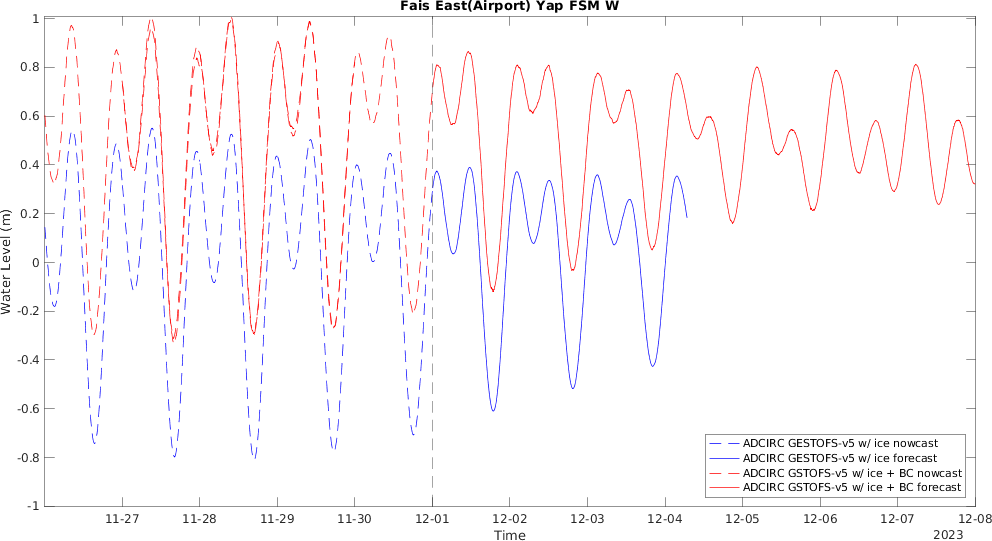 Fais East(Airport) Yap FSM W
Water Level (m)
1
0.8
0.6
0.4
0.2
0
-0.2
-0.4
-0.6
-0.8
-1
ADCIRC GESTOFS-v5 w/ ice nowcast
ADCIRC GESTOFS-v5 w/ ice forecast
ADCIRC GSTOFS-v5 w/ ice + BC nowcast
ADCIRC GSTOFS-v5 w/ ice + BC forecast
11-27 11-28 11-29 11-30 12-01 12-02 12-03 12-04 12-05 12-06 12-07 12-08
Time
2023